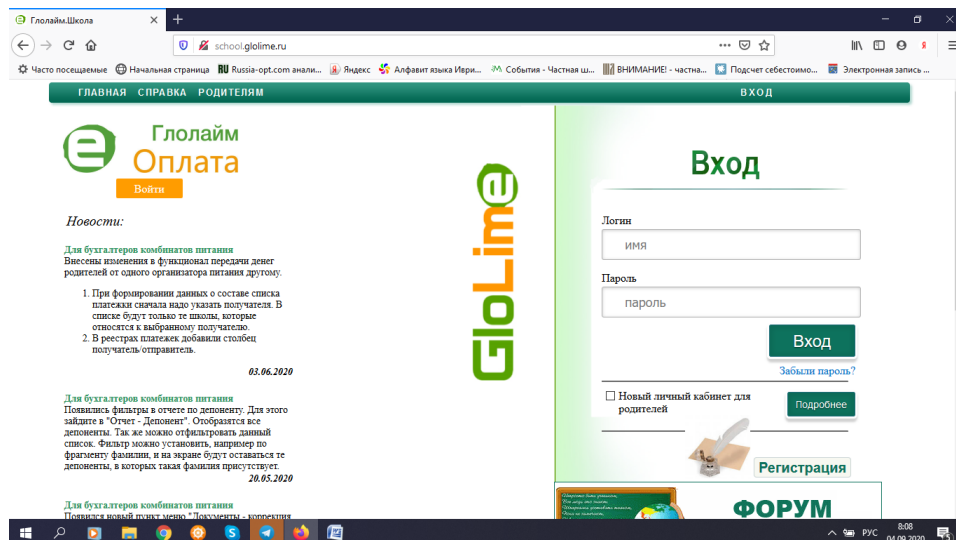 Глолайм.Школа
school.glolime.ru
Часто посещаемые Начальная страница Russia-opt.com анали... Яндекс Алфавит языка Иври... События - Частная ш... ВНИМАНИЕ! - частна... Подсчет себестоимо... Электронная запись ...
ГЛАВНАЯ СПРАВКА РОДИТЕЛЯМ ВХОД
Глолайм
Оплата
Войти
Новости:
Для бухгалтеров комбинатов питания
Внесены изменения в функционал передачи денег
родителей от одного организатора питания другому.
1. При формировании данных о составе списка
платежки сначала надо указать получателя. В
списке будут только те школы, которые
относятся к выбранному получателю.
2. В реестрах платежек добавили столбец
получатель/отправитель.
03.06.2020
Для бухгалтеров комбинатов питания
Появились фильтры в отчете по депоненту. Для этого
зайдите в "Отчет - Депонент". Отобразятся все
депоненты. Так же можно отфильтровать данный
список. Фильтр можно установить, например по
фрагменту фамилии, и на экране будут оставаться те
депоненты, в которых такая фамилия присутствует.
20.05.2020
Для бухгалтеров комбинатов питания
Появился новый пункт меню "Документы - коррекция
GloLime
Вход
Логин
имя
Пароль
пароль
Вход
Забыли пароль?
Новый личный кабинет для
родителей
Подробнее
Регистрация
ФОРУМ
РУС
8:08
04.09.2020